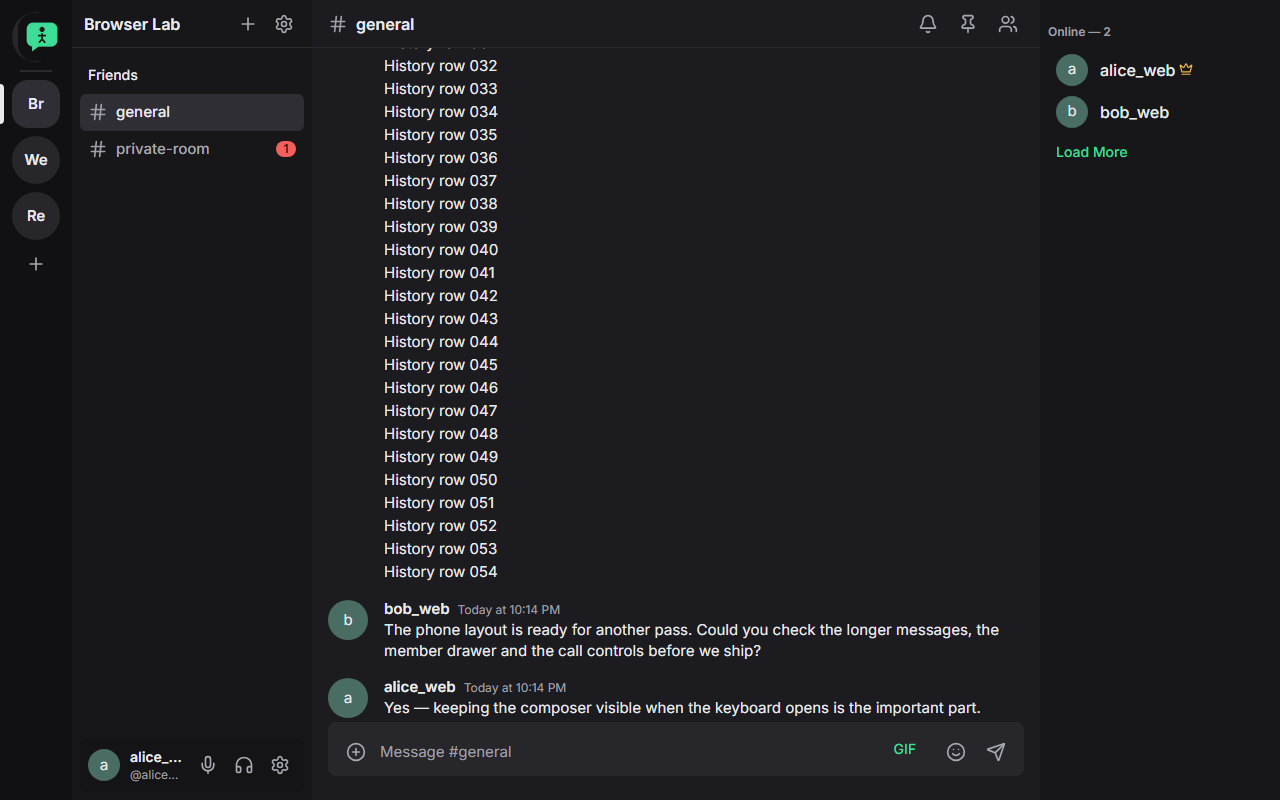 Browser Lab
Friends
general
private-room
1
Br
We
Re
alice_...
@alice...
general
History row 032
History row 033
History row 034
History row 035
History row 036
History row 037
History row 038
History row 039
History row 040
History row 041
History row 042
History row 043
History row 044
History row 045
History row 046
History row 047
History row 048
History row 049
History row 050
History row 051
History row 052
History row 053
History row 054
b
bob_web Today at 10:14 PM
The phone layout is ready for another pass. Could you check the longer messages, the
member drawer and the call controls before we ship?
a
alice_web Today at 10:14 PM
Yes — keeping the composer visible when the keyboard opens is the important part.
Message #general
GIF
Online — 2
a
alice_web
b
bob_web
Load More
a